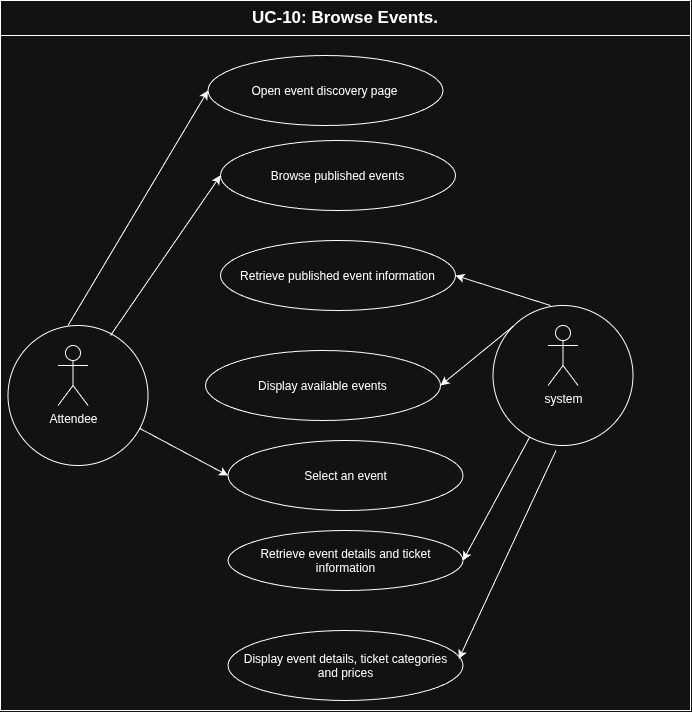 UC-10: Browse Events.
Open event discovery page
Browse published events
Retrieve published event information
Display available events
system
Attendee
Select an event
Retrieve event details and ticket
information
Display event details, ticket categories
and prices